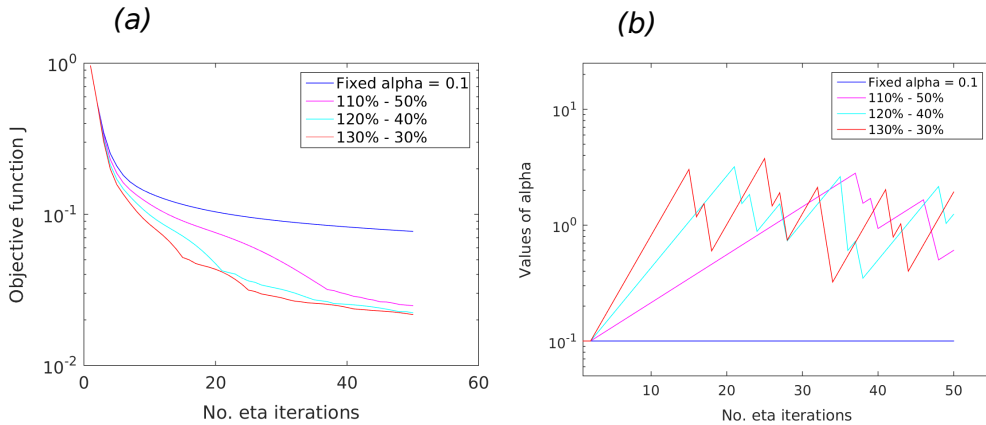 (a)
(b)
Objective function J
10^0
10^-1
10^-2
0
20
40
60
No. eta iterations
Fixed alpha = 0.1
110% - 50%
120% - 40%
130% - 30%
Values of alpha
10^1
10^0
10^-1
10
20
30
40
50
No. eta iterations
Fixed alpha = 0.1
110% - 50%
120% - 40%
130% - 30%